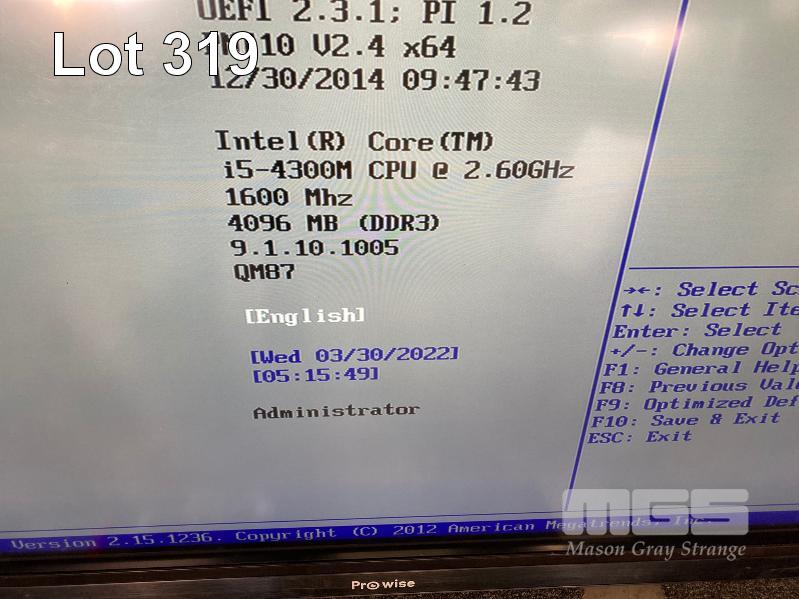 UEFI 2.3.1; PI 1.2
Lot 319
10 V2.4 x64
12/30/2014 09:47:43
Intel(R) Core(TM)
i5-4300M CPU @ 2.60GHz
1600 Mhz
4096 MB (DDR3)
9.1.10.1005
QM87
[English]
[Wed 03/30/2022]
[05:15:49]
Administrator
→←: Select Sc
↑↓: Select Ite
Enter: Select
+/-: Change Opt
F1: General Help
F8: Previous Valu
F9: Optimized Def
F10: Save & Exit
ESC: Exit
Version 2.15.1236. Copyright (C) 2012 American Megatrends, Inc.
MGS
Mason Gray Strange
Prowise